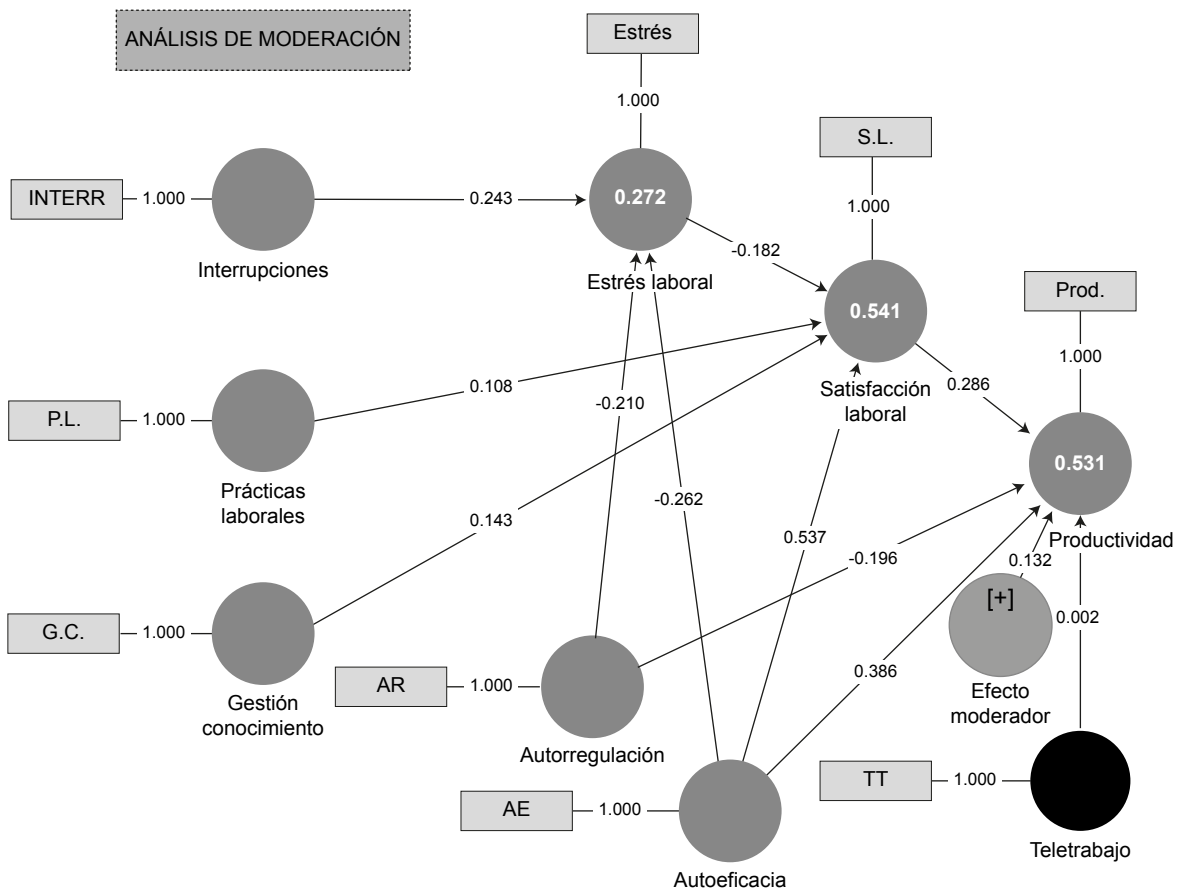 ANÁLISIS DE MODERACIÓN
Estrés
1.000
S.L.
1.000
INTERR
1.000
0.243
0.272
Interrupciones
Estrés laboral
-0.182
Prod.
1.000
0.541
Satisfacción
laboral
P.L.
1.000
0.108
-0.210
0.286
Prácticas
laborales
0.531
Productividad
0.143
-0.262
0.537
-0.196
0.132
[+]
0.002
Efecto
moderador
G.C.
1.000
Gestión
conocimiento
AR
1.000
0.386
Autorregulación
TT
1.000
Teletrabajo
AE
1.000
Autoeficacia